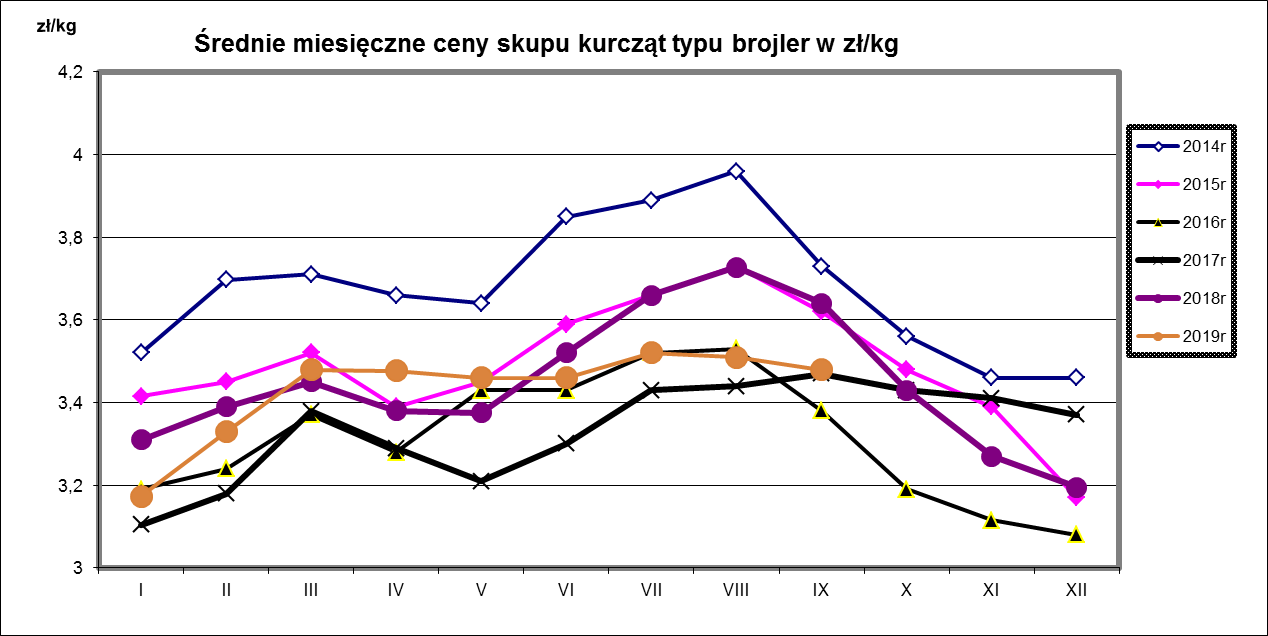 zł/kg
Średnie miesięczne ceny skupu kurcząt typu brojler w zł/kg
4,2
4
3,8
3,6
3,4
3,2
3
I II III IV V VI VII VIII IX X XI XII
2014r
2015r
2016r
2017r
2018r
2019r